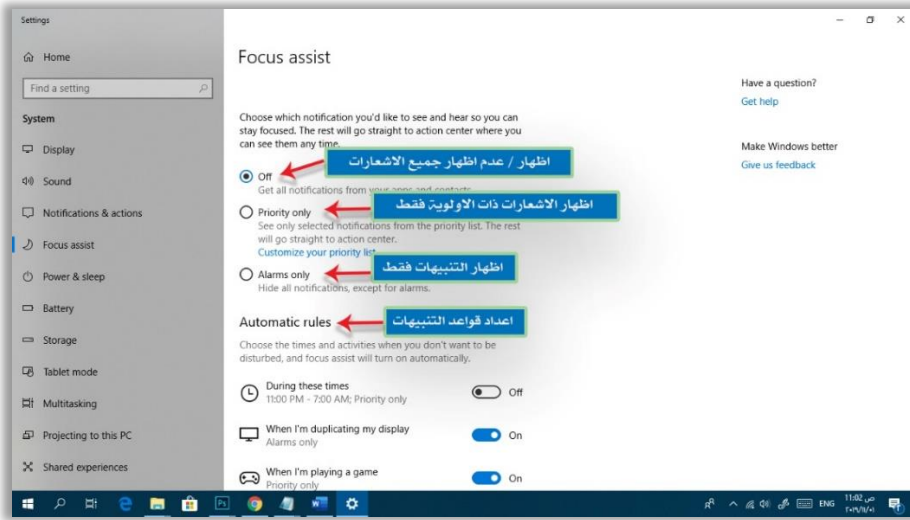 Settings
Home
Find a setting
System
Display
Sound
Notifications & actions
Focus assist
Power & sleep
Battery
Storage
Tablet mode
Multitasking
Projecting to this PC
Shared experiences
Focus assist
Choose which notification you'd like to see and hear so you can
stay focused. The rest will go straight to action center where you
can see them any time.
اظهار / عدم اظهار جميع الاشعارات
Off
Get all notifications from your apps and contacts.
اظهار الاشعارات ذات الاولوية فقط
Priority only
See only selected notifications from the priority list. The rest
will go straight to action center.
Customize your priority list
اظهار التنبيهات فقط
Alarms only
Hide all notifications, except for alarms.
اعداد قواعد التنبيهات
Automatic rules
Choose the times and activities when you don't want to be
disturbed, and focus assist will turn on automatically.
During these times
11:00 PM - 7:00 AM; Priority only
Off
When I'm duplicating my display
Alarms only
On
When I'm playing a game
Priority only
On
Have a question?
Get help
Make Windows better
Give us feedback
Ps
ENG
11:02 ص
٢٠١٩/١١/٠١